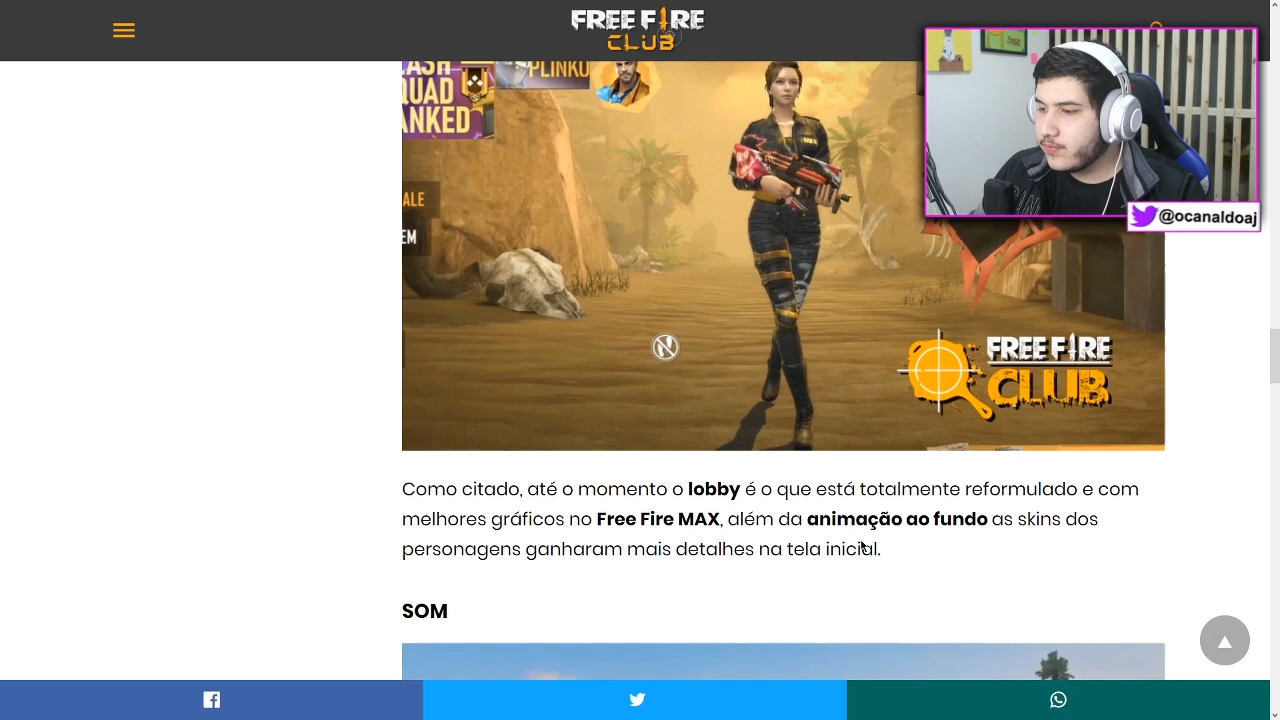 FREE FIRE
CLUB
CLASH
SQUAD
RANKED
PLINKO
@ocanaldoaj
FREE FIRE
CLUB
Como citado, até o momento o lobby é o que está totalmente reformulado e com
melhores gráficos no Free Fire MAX, além da animação ao fundo as skins dos
personagens ganharam mais detalhes na tela inicial.
SOM